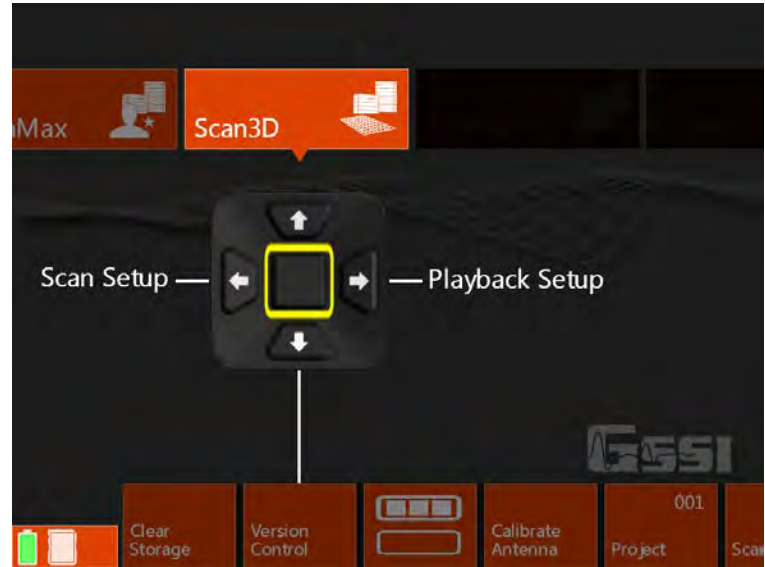 Max
Scan3D
Scan Setup
Playback Setup
GSSI
Clear
Storage
Version
Control
Calibrate
Antenna
001
Project